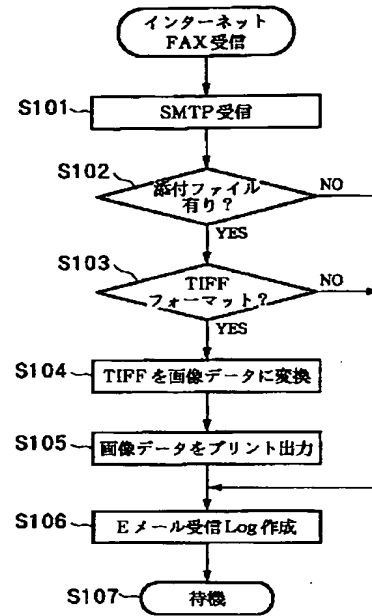 インターネット
FAX受信
S101
SMTP受信
S102
添付ファイル
有り?
NO
YES
S103
TIFF
フォーマット?
NO
YES
S104
TIFFを画像データに変換
S105
画像データをプリント出力
S106
Eメール受信Log作成
S107
待機